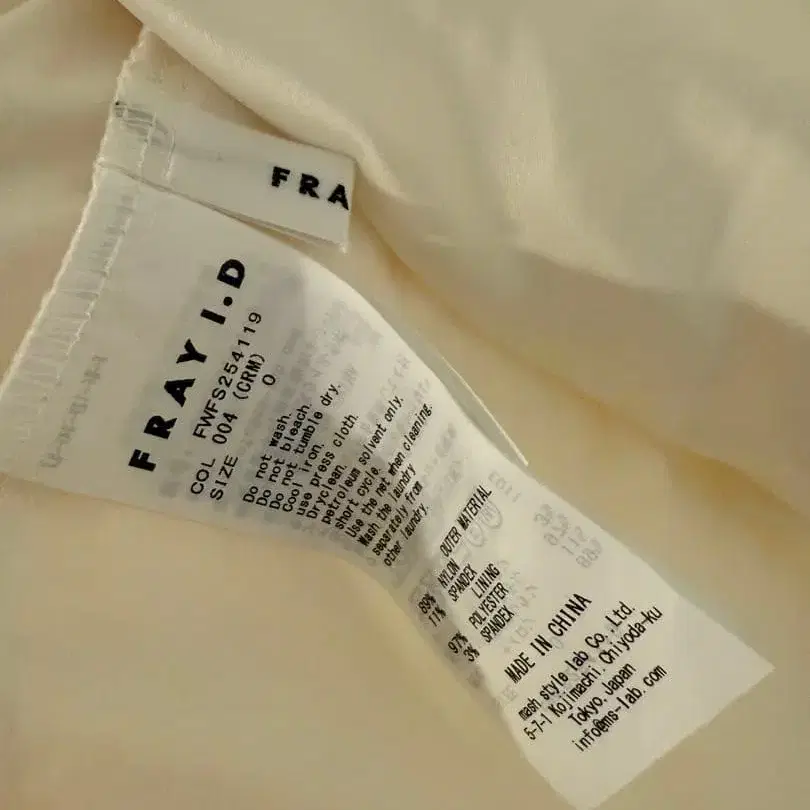 FRA
FRAY I.D
FWFS254119
COL 004 (CRM)
SIZE 0
Do not wash.
Do not bleach.
Do not tumble dry.
Cool iron.
use press cloth.
Dryclean.
petroleum solvent only.
short cycle.
Use the net when cleaning.
Wash the laundry
separately from
other laundry.
OUTER MATERIAL
89% NYLON
11% SPANDEX
LINING
97% POLYESTER
3% SPANDEX
MADE IN CHINA
mash style lab Co.,Ltd.
5-7-1 Kojimachi.Chiyoda-ku
Tokyo.Japan
info@ms-lab.com